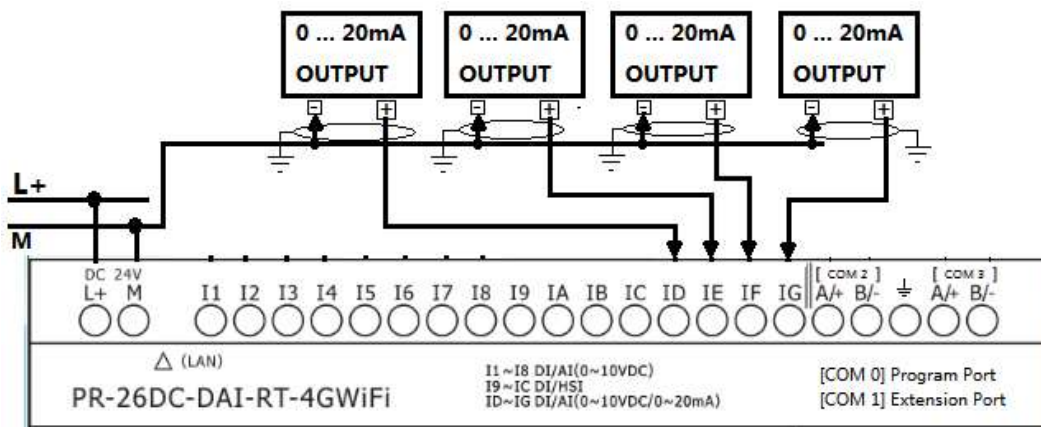 0 ... 20mA
OUTPUT
0 ... 20mA
OUTPUT
0 ... 20mA
OUTPUT
0 ... 20mA
OUTPUT
- +
- +
- +
- +
L+
M
DC 24V
L+ M I1 I2 I3 I4 I5 I6 I7 I8 I9 IA IB IC ID IE IF IG
[ COM 2 ]
A/+ B/-
[ COM 3 ]
A/+ B/-
(LAN)
PR-26DC-DAI-RT-4GWiFi
I1~I8 DI/AI(0~10VDC)
I9~IC DI/HSI
ID~IG DI/AI(0~10VDC/0~20mA)
[COM 0] Program Port
[COM 1] Extension Port